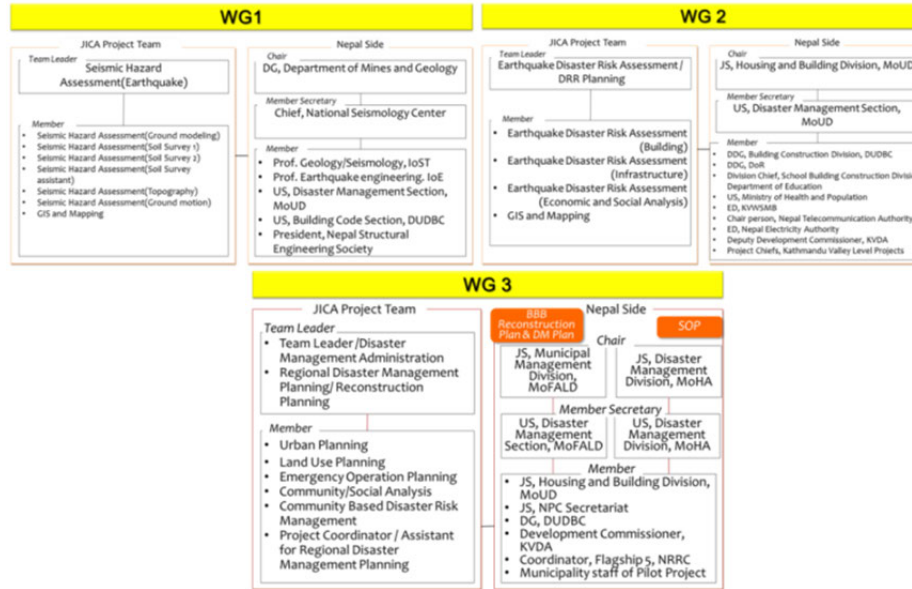 WG1
JICA Project Team
Team Leader
Seismic Hazard
Assessment(Earthquake)
Member
• Seismic Hazard Assessment(Ground modeling)
• Seismic Hazard Assessment(Soil Survey 1)
• Seismic Hazard Assessment(Soil Survey 2)
• Seismic Hazard Assessment(Soil Survey
assistant)
• Seismic Hazard Assessment(Topography)
• Seismic Hazard Assessment(Ground motion)
• GIS and Mapping
Nepal Side
Chair
DG, Department of Mines and Geology
Member Secretary
Chief, National Seismology Center
Member
• Prof. Geology/Seismology, IoST
• Prof. Earthquake engineering. IoE
• US, Disaster Management Section,
MoUD
• US, Building Code Section, DUDBC
• President, Nepal Structural
Engineering Society
WG 2
JICA Project Team
Team Leader
Earthquake Disaster Risk Assessment /
DRR Planning
Member
• Earthquake Disaster Risk Assessment
(Building)
• Earthquake Disaster Risk Assessment
(Infrastructure)
• Earthquake Disaster Risk Assessment
(Economic and Social Analysis)
• GIS and Mapping
Nepal Side
Chair
JS, Housing and Building Division, MoUD
Member Secretary
US, Disaster Management Section,
MoUD
Member
• DDG, Building Construction Division, DUDBC
• DDG, DoR
• Division Chief, School Building Construction Divisi
Department of Education
• US, Ministry of Health and Population
• ED, KVWSMB
• Chair person, Nepal Telecommunication Authority
• ED, Nepal Electricity Authority
• Deputy Development Commissioner, KVDA
• Project Chiefs, Kathmandu Valley Level Projects
WG 3
JICA Project Team
Team Leader
• Team Leader /Disaster
Management Administration
• Regional Disaster Management
Planning/ Reconstruction
Planning
Member
• Urban Planning
• Land Use Planning
• Emergency Operation Planning
• Community/Social Analysis
• Community Based Disaster Risk
Management
• Project Coordinator / Assistant
for Regional Disaster
Management Planning
Nepal Side
BBB
Reconstruction
Plan & DM Plan
SOP
Chair
JS, Municipal
Management
Division,
MoFALD
JS, Disaster
Management
Division, MoHA
Member Secretary
US, Disaster
Management
Section, MoFALD
US, Disaster
Management
Division, MoHA
Member
• JS, Housing and Building Division,
MoUD
• JS, NPC Secretariat
• DG, DUDBC
• Development Commissioner,
KVDA
• Coordinator, Flagship 5, NRRC
• Municipality staff of Pilot Project